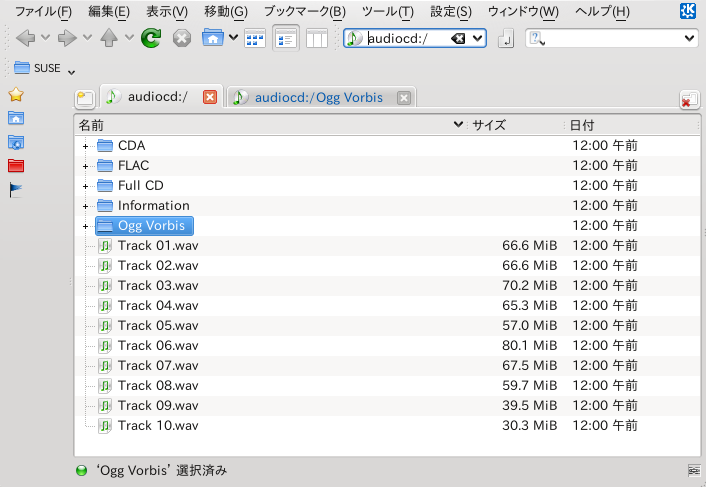 ファイル(F) 編集(E) 表示(V) 移動(G) ブックマーク(B) ツール(T) 設定(S) ウィンドウ(W) ヘルプ(H)
audiocd:/
SUSE
audiocd:/ audiocd:/Ogg Vorbis
名前 サイズ 日付
CDA 12:00 午前
FLAC 12:00 午前
Full CD 12:00 午前
Information 12:00 午前
Ogg Vorbis 12:00 午前
Track 01.wav 66.6 MiB 12:00 午前
Track 02.wav 66.6 MiB 12:00 午前
Track 03.wav 70.2 MiB 12:00 午前
Track 04.wav 65.3 MiB 12:00 午前
Track 05.wav 57.0 MiB 12:00 午前
Track 06.wav 80.1 MiB 12:00 午前
Track 07.wav 67.5 MiB 12:00 午前
Track 08.wav 59.7 MiB 12:00 午前
Track 09.wav 39.5 MiB 12:00 午前
Track 10.wav 30.3 MiB 12:00 午前
‘Ogg Vorbis’ 選択済み